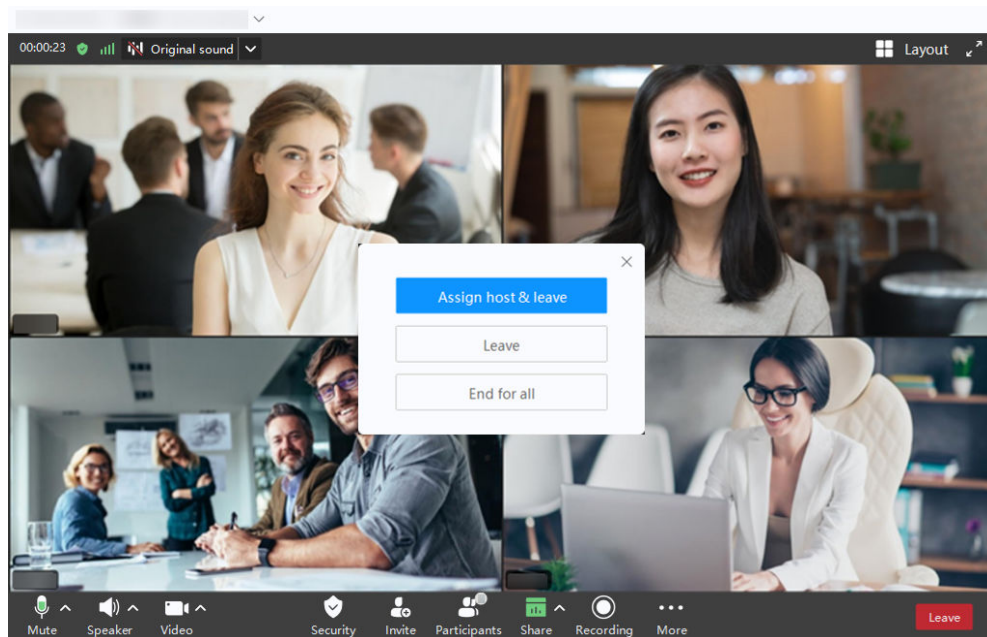 00:00:23 Original sound Layout
Assign host & leave
Leave
End for all
Mute Speaker Video Security Invite Participants Share Recording More Leave